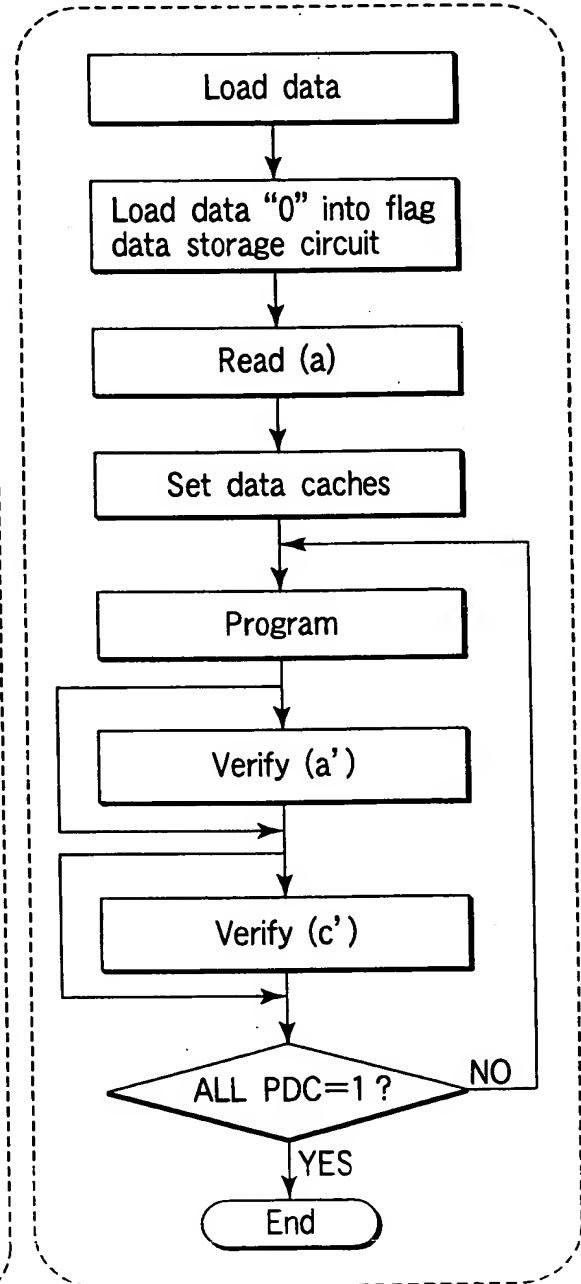 Load data
Load data “0” into flag
data storage circuit
Read (a)
Set data caches
Program
Verify (a’)
Verify (c’)
ALL PDC=1 ?
NO
YES
End